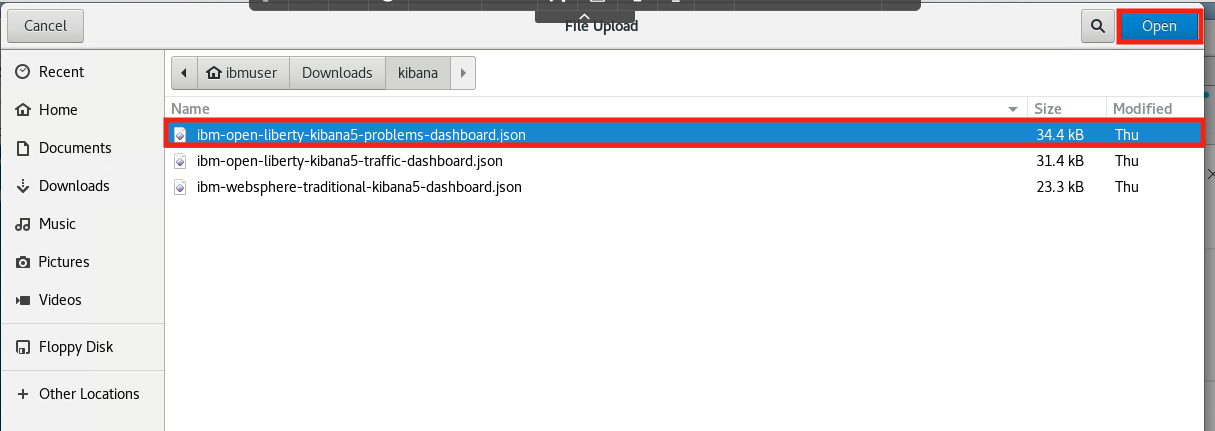 Cancel
File Upload
Open
Recent
Home
Documents
Downloads
Music
Pictures
Videos
Floppy Disk
Other Locations
ibmuser Downloads kibana
Name Size Modified
ibm-open-liberty-kibana5-problems-dashboard.json 34.4 kB Thu
ibm-open-liberty-kibana5-traffic-dashboard.json 31.4 kB Thu
ibm-websphere-traditional-kibana5-dashboard.json 23.3 kB Thu